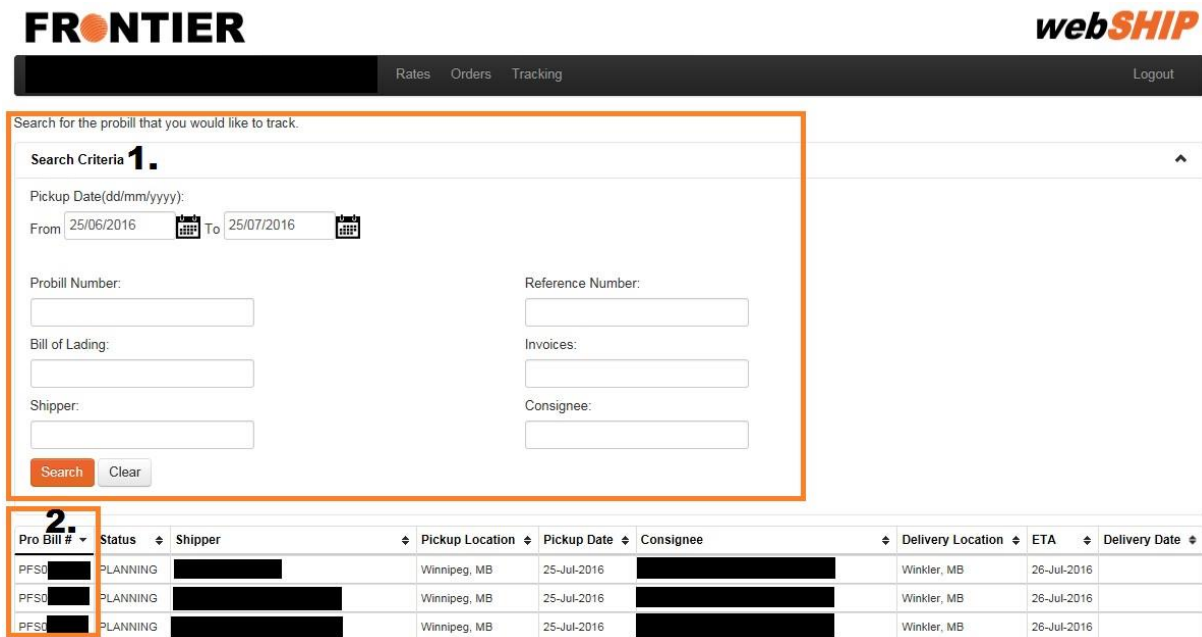 FRONTIER
webSHIP
Rates Orders Tracking Logout
Search for the probill that you would like to track.
Search Criteria 1.
Pickup Date(dd/mm/yyyy):
From 25/06/2016 To 25/07/2016
Probill Number: Reference Number:
Bill of Lading: Invoices:
Shipper: Consignee:
Search Clear
2.
Pro Bill # Status Shipper Pickup Location Pickup Date Consignee Delivery Location ETA Delivery Date
PFS0 PLANNING Winnipeg, MB 25-Jul-2016 Winkler, MB 26-Jul-2016
PFS0 PLANNING Winnipeg, MB 25-Jul-2016 Winkler, MB 26-Jul-2016
PFS0 PLANNING Winnipeg, MB 25-Jul-2016 Winkler, MB 26-Jul-2016